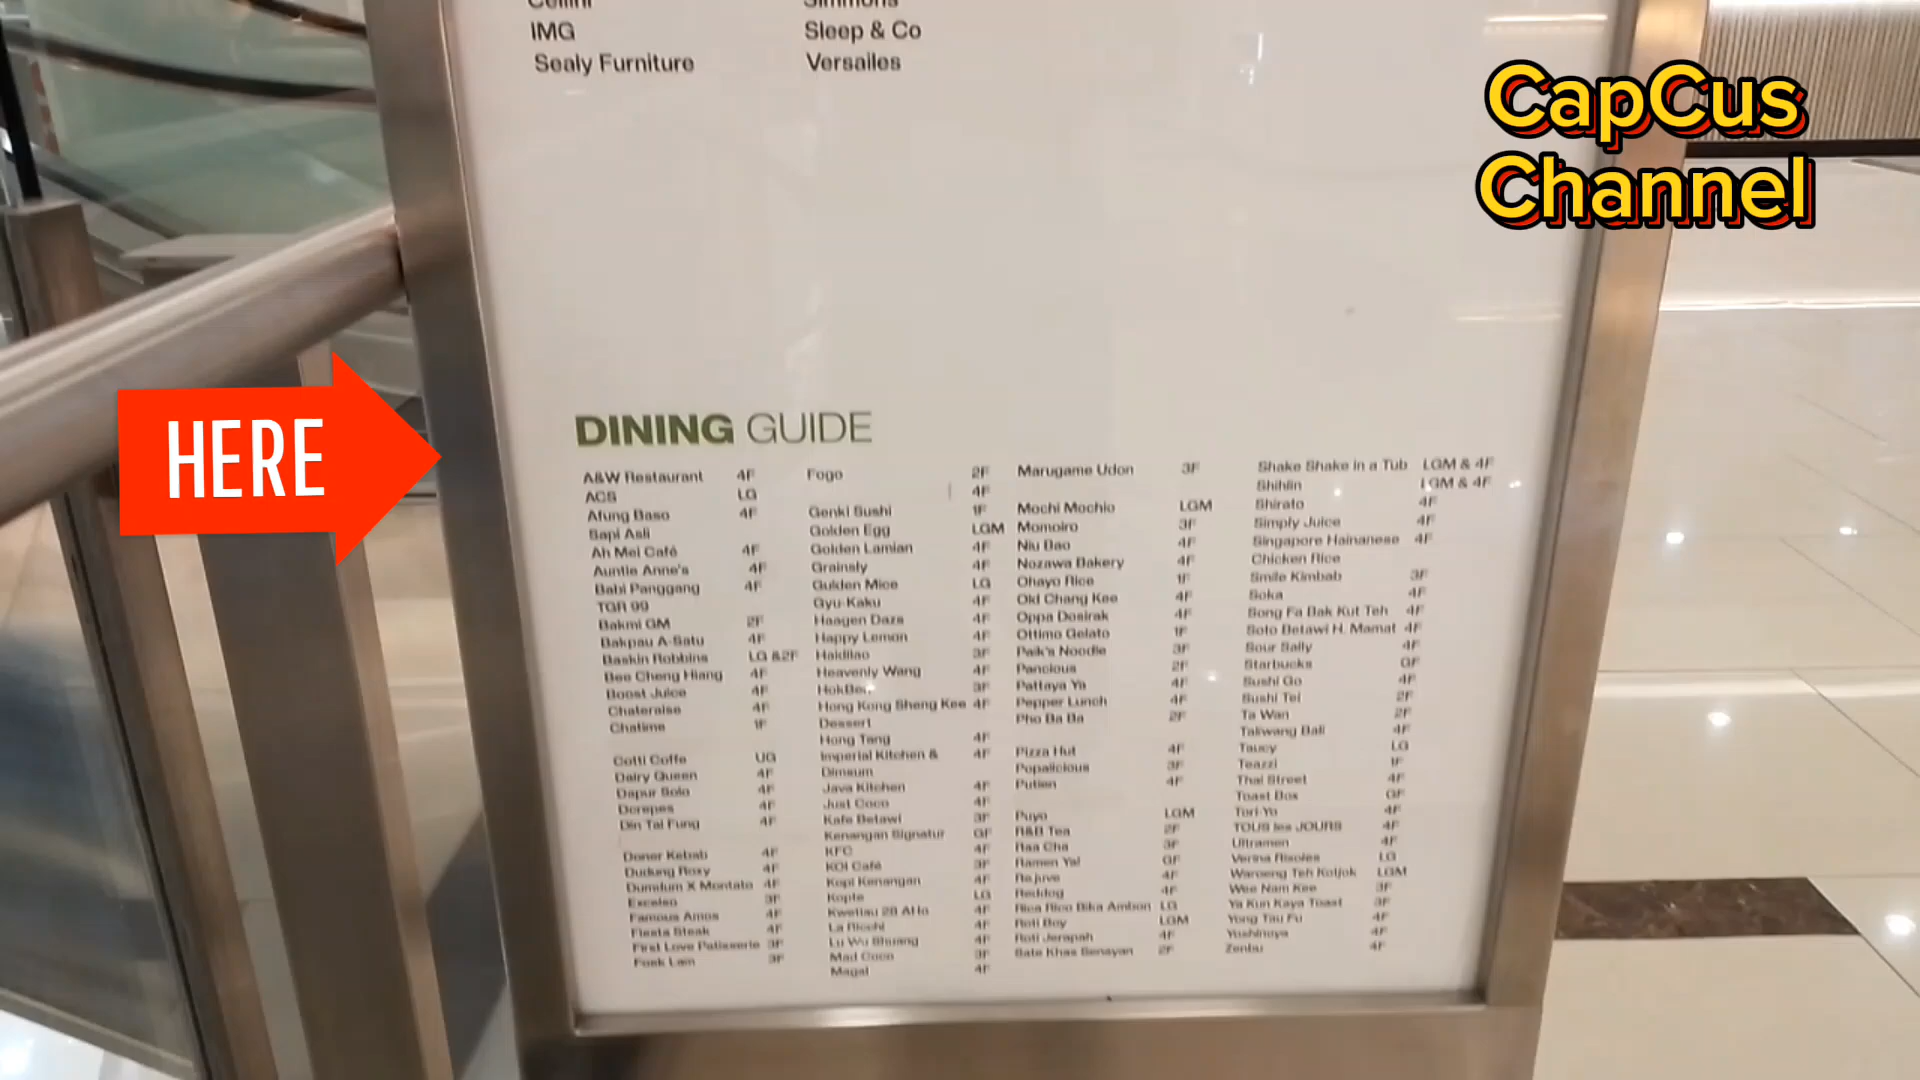 Cellini
Simmons
IMG
Sleep & Co
Sealy Furniture
Versailes
CapCus
Channel
HERE
DINING GUIDE
A&W Restaurant 4F
ACS LG
Afung Baso 4F
Sapi Asli
Ah Mei Café 4F
Auntie Anne's 4F
Babi Panggang 4F
TGR 99
Bakmi GM 2F
Bakpau A-Satu 4F
Baskin Robbins LG &2F
Bee Cheng Hiang 4F
Boost Juice 4F
Chateraise 4F
Chatime 1F
Cotti Coffe UG
Dairy Queen 4F
Dapur Solo 4F
Dcrepes 4F
Din Tai Fung 4F
Doner Kebab 4F
Dudung Roxy 4F
Dumdum X Montato 4F
Excelso 3F
Famous Amos 4F
Fiesta Steak 4F
First Love Patisserie 3F
Fuek Lam 3F
Fogo 2F
4F
Genki Sushi 1F
Golden Egg LGM
Golden Lamian 4F
Grainsly 4F
Gulden Mice LG
Gyu-Kaku 4F
Haagen Dazs 4F
Happy Lemon 4F
Haidilao 3F
Heavenly Wang 4F
HokBen 3F
Hong Kong Sheng Kee 4F
Dessert
Hong Tang 4F
Imperial Kitchen & 4F
Dimsum
Java Kitchen 4F
Just Coco 4F
Kafe Betawi 3F
Kenangan Signatur GF
KFC 4F
KOI Café 3F
Kopi Kenangan 4F
Kopte LG
Kwetiau 28 Aho 4F
La Ricchi 4F
Lu Wu Shuang 4F
Mad Coco 3F
Magal 4F
Marugame Udon 3F
Mochi Mochio LGM
Momoiro 3F
Niu Bao 4F
Nozawa Bakery 4F
Ohayo Rice 1F
Old Chang Kee 4F
Oppa Dosirak 4F
Ottimo Gelato 1F
Paik's Noodle 3F
Pancious 2F
Pattaya Ya 4F
Pepper Lunch 4F
Pho Ba Ba 2F
Pizza Hut 4F
Popalicious 3F
Putien 4F
Puyo LGM
R&B Tea 2F
Raa Cha 3F
Ramen Ya! GF
Rejuve 4F
Reddog 4F
Rica Rico Bika Ambon LG
Roti Boy LGM
Roti Jerapah 4F
Sate Khas Senayan 2F
Shake Shake in a Tub LGM & 4F
Shihlin LGM & 4F
Shirato 4F
Simply Juice 4F
Singapore Hainanese 4F
Chicken Rice
Smile Kimbab 3F
Soka 4F
Song Fa Bak Kut Teh 4F
Soto Betawi H. Mamat 4F
Sour Sally 4F
Starbucks GF
Sushi Go 4F
Sushi Tei 2F
Ta Wan 2F
Taliwang Bali 4F
Taucy LG
Teazzi 1F
Thai Street 4F
Toast Box GF
Tori-Yo 4F
TOUS les JOURS 4F
Ultramen 4F
Verina Risoles LG
Waroeng Teh Kotjok LGM
Wee Nam Kee 3F
Ya Kun Kaya Toast 3F
Yong Tau Fu 4F
Yoshinoya 4F
Zenbu 4F